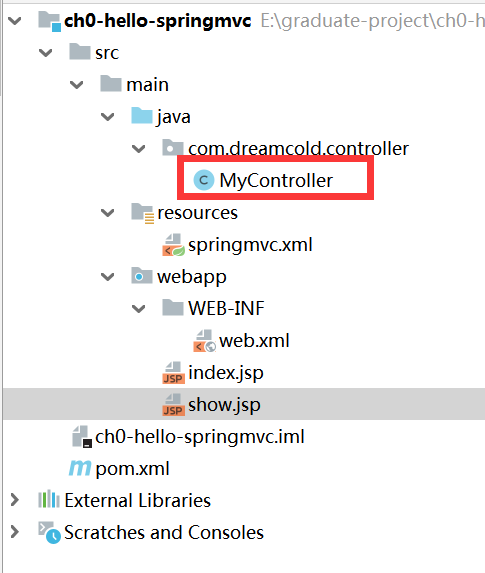 ch0-hello-springmvc E:\graduate-project\ch0-h
src
main
java
com.dreamcold.controller
C MyController
resources
springmvc.xml
webapp
WEB-INF
web.xml
JSP index.jsp
JSP show.jsp
ch0-hello-springmvc.iml
m pom.xml
External Libraries
Scratches and Consoles